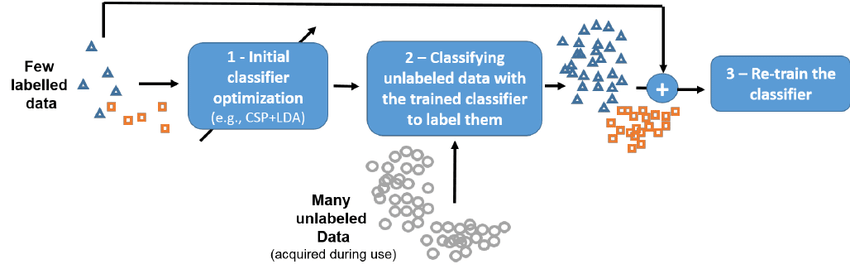 Few
labelled
data
1 - Initial
classifier
optimization
(e.g., CSP+LDA)
2 – Classifying
unlabeled data with
the trained classifier
to label them
+
3 – Re-train the
classifier
Many
unlabeled
Data
(acquired during use)